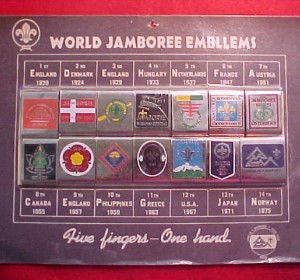 WORLD JAMBOREE EMBLLEMS
1 ST 2 ND 3 RD 4 TH 5 TH 6 TH 7 TH
ENGLAND DENMARK ENGLAND HUNGARY NETHERLANDS FRANCE AUSTRIA
1920 1924 1929 1933 1937 1947 1951
8 TH 9 TH 10 TH 11 TH 12 TH 13 TH 14 TH
CANADA ENGLAND PHILIPPINES GREECE U.S.A. JAPAN NORWAY
1955 1957 1959 1963 1967 1971 1975
Five fingers—One hand.